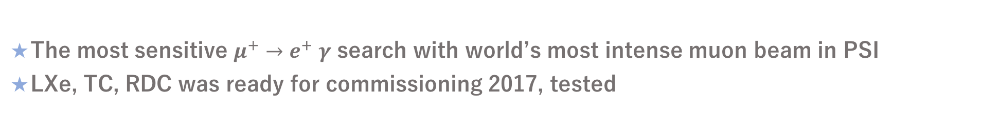 ★The most sensitive μ⁺ → e⁺ γ search with world’s most intense muon beam in PSI
★LXe, TC, RDC was ready for commissioning 2017, tested